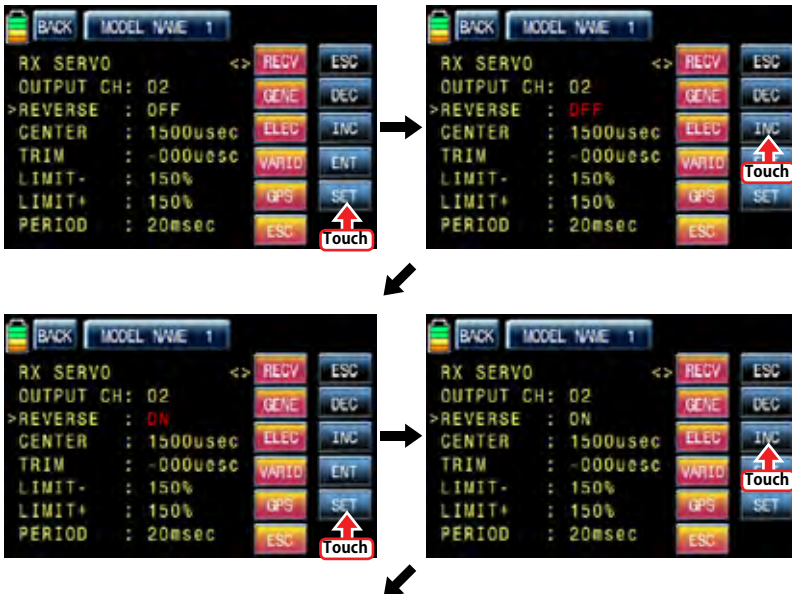 BACK MODEL NAME 1
RX SERVO <> RECV ESC
OUTPUT CH: 02 GENE DEC
>REVERSE : OFF
CENTER : 1500usec ELEC INC
TRIM : -000uesc VARIO ENT
LIMIT- : 150%
LIMIT+ : 150% GPS SET
PERIOD : 20msec ESC Touch
BACK MODEL NAME 1
RX SERVO <> RECV ESC
OUTPUT CH: 02 GENE DEC
>REVERSE : OFF
CENTER : 1500usec ELEC INC
TRIM : -000uesc VARIO
LIMIT- : 150% Touch
LIMIT+ : 150% GPS SET
PERIOD : 20msec ESC
BACK MODEL NAME 1
RX SERVO <> RECV ESC
OUTPUT CH: 02 GENE DEC
>REVERSE : ON
CENTER : 1500usec ELEC INC
TRIM : -000uesc VARIO ENT
LIMIT- : 150%
LIMIT+ : 150% GPS SET
PERIOD : 20msec ESC Touch
BACK MODEL NAME 1
RX SERVO <> RECV ESC
OUTPUT CH: 02 GENE DEC
>REVERSE : ON
CENTER : 1500usec ELEC INC
TRIM : -000uesc VARIO
LIMIT- : 150% Touch
LIMIT+ : 150% GPS SET
PERIOD : 20msec ESC